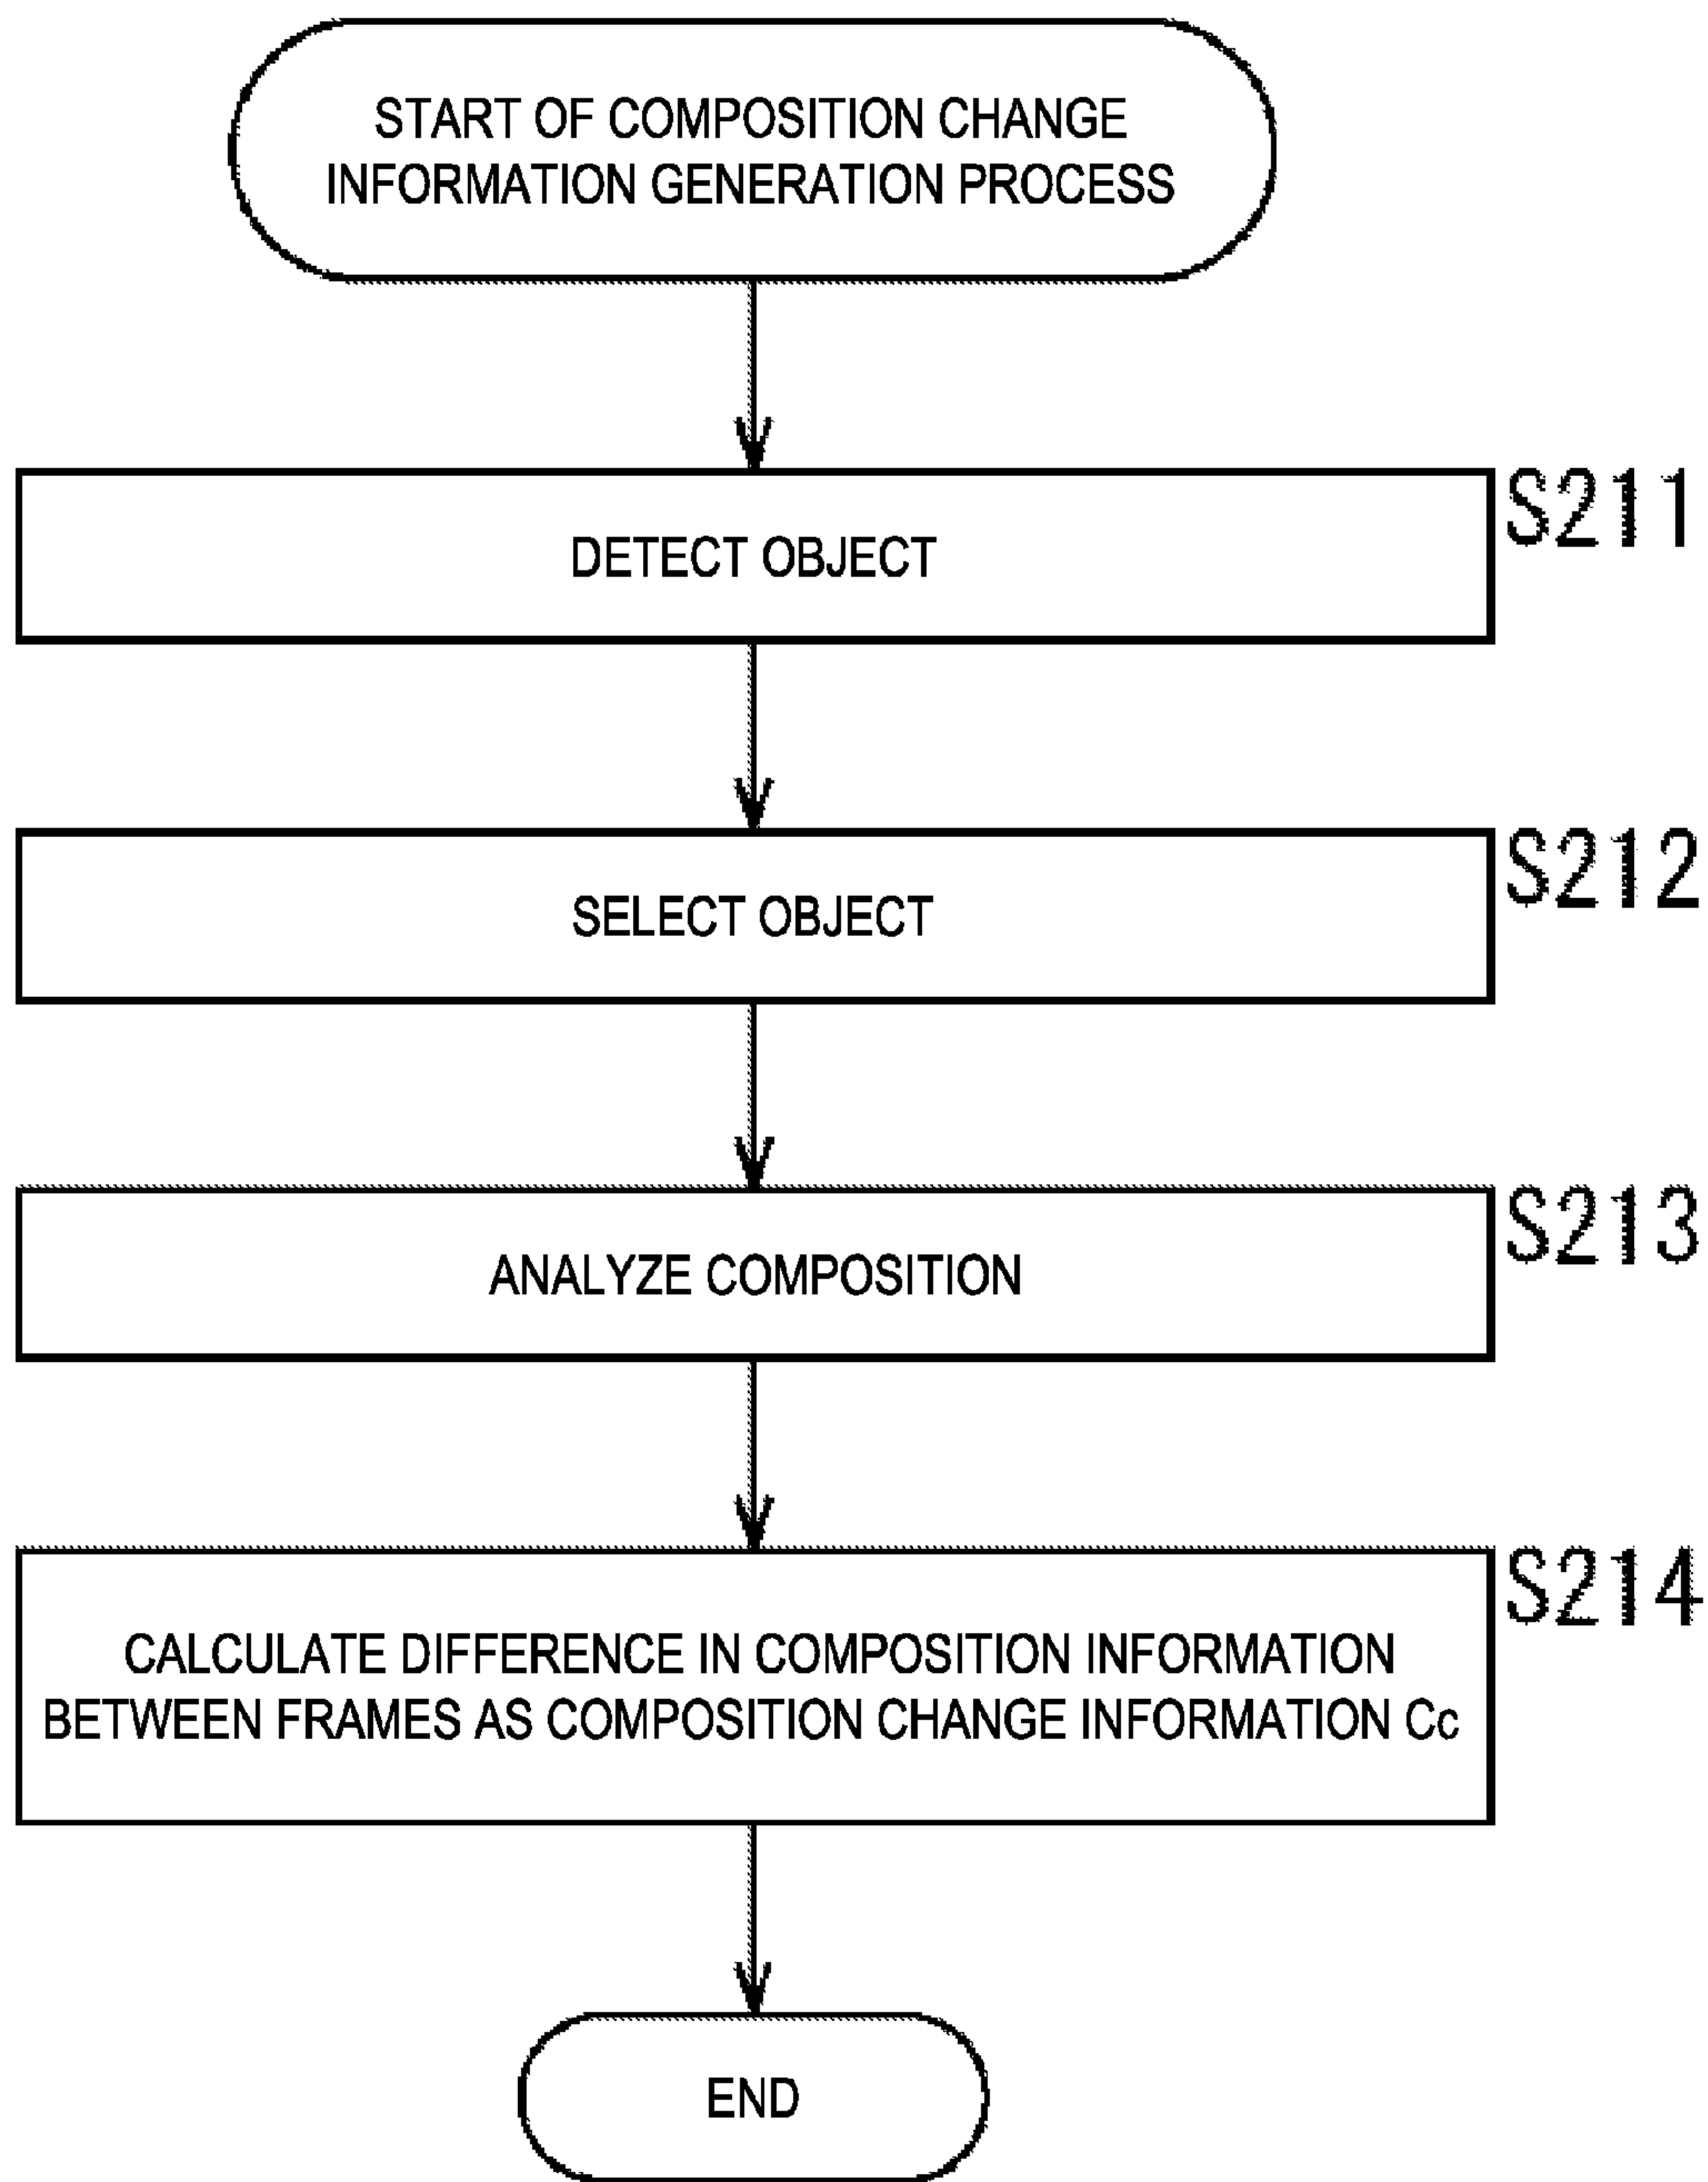 START OF COMPOSITION CHANGE
INFORMATION GENERATION PROCESS
S211
DETECT OBJECT
S212
SELECT OBJECT
S213
ANALYZE COMPOSITION
S214
CALCULATE DIFFERENCE IN COMPOSITION INFORMATION
BETWEEN FRAMES AS COMPOSITION CHANGE INFORMATION Cc
END